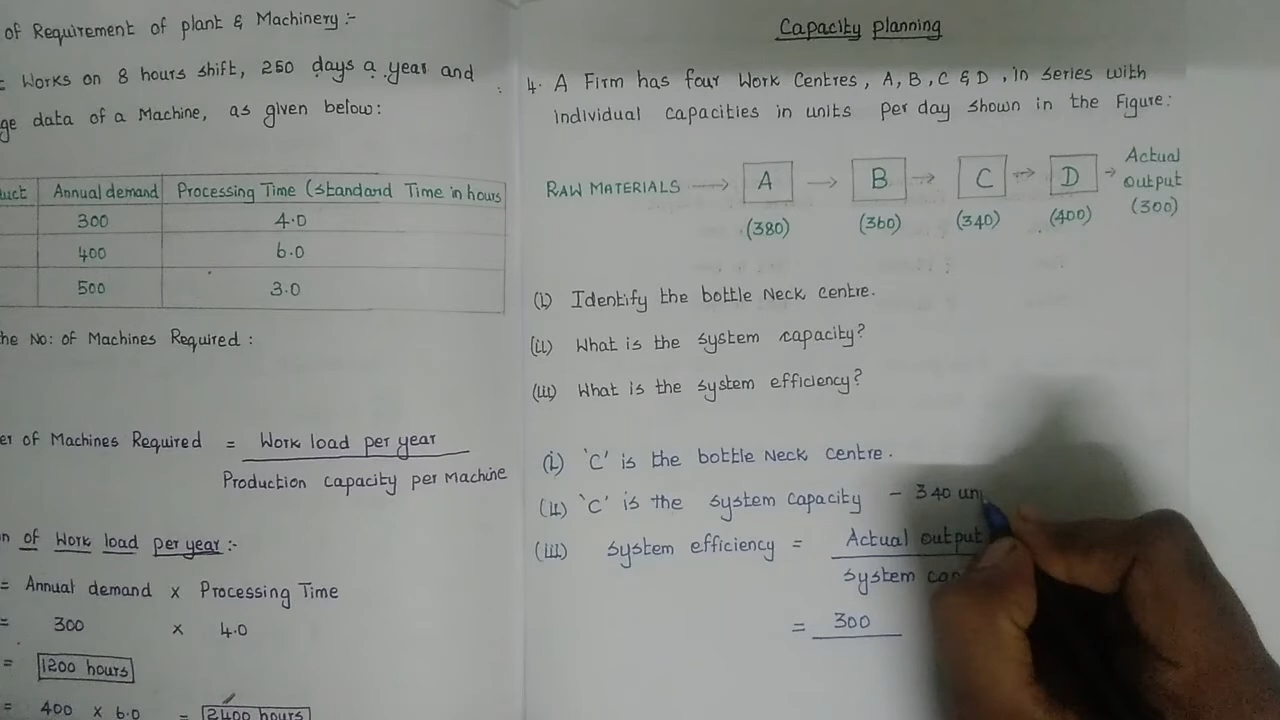 of Requirement of plant & Machinery :-
Works on 8 hours shift, 250 days a year and
data of a Machine, as given below:
Annual demand Processing Time (standard Time in hours
300 4.0
400 6.0
500 3.0
No: of Machines Required :
of Machines Required = Work load per year
Production capacity per Machine
of Work load per year :-
= Annual demand x Processing Time
= 300 x 4.0
= 1200 hours
= 400 x 6.0 = 2400 hours
Capacity planning
4. A Firm has four Work Centres, A, B, C & D, in series with
individual capacities in units per day shown in the Figure:
RAW MATERIALS → A → B → C → D → Actual output (300)
(380) (360) (340) (400)
(i) Identify the bottle Neck centre.
(ii) What is the system capacity?
(iii) What is the system efficiency?
(i) 'C' is the bottle Neck centre.
(ii) 'C' is the system capacity - 340
(iii) system efficiency = Actual output
system
= 300